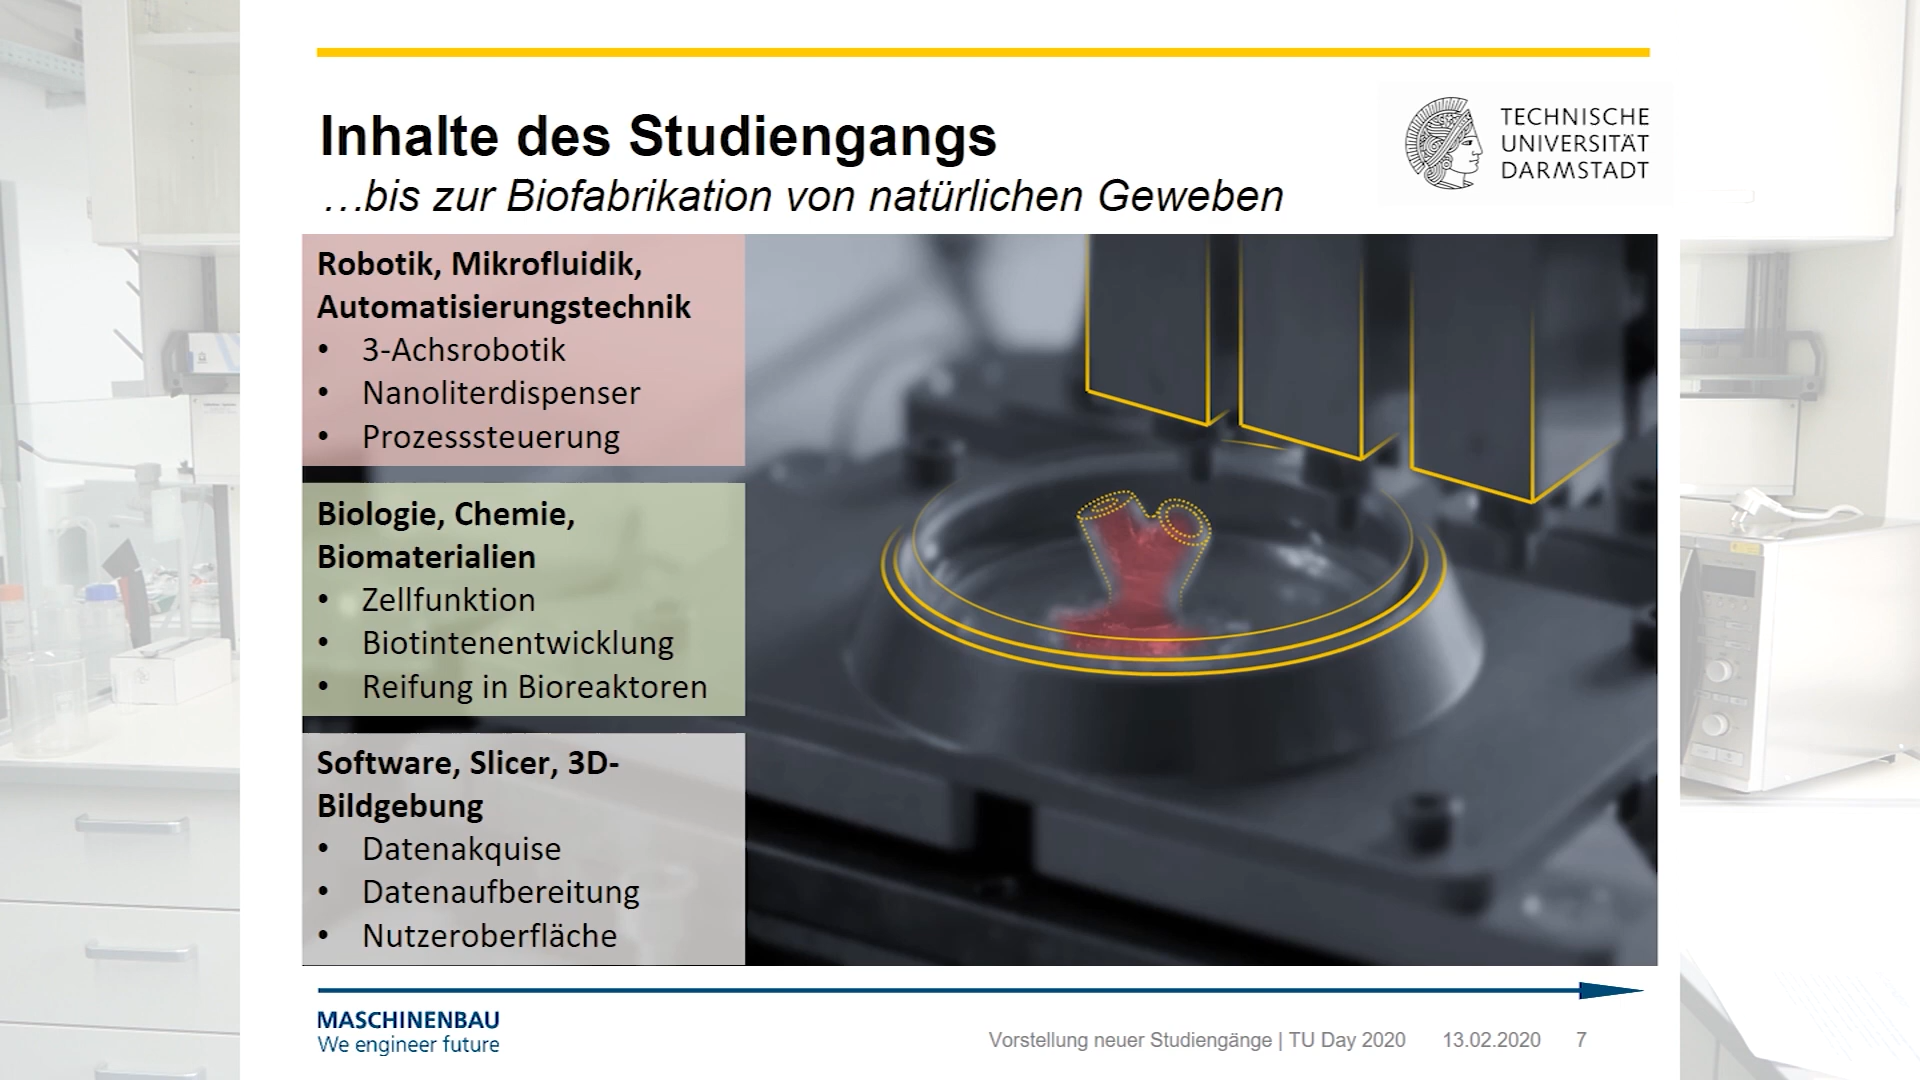 Inhalte des Studiengangs
…bis zur Biofabrikation von natürlichen Geweben
TECHNISCHE
UNIVERSITÄT
DARMSTADT
Robotik, Mikrofluidik,
Automatisierungstechnik
• 3-Achsrobotik
• Nanoliterdispenser
• Prozesssteuerung
Biologie, Chemie,
Biomaterialien
• Zellfunktion
• Biotintenentwicklung
• Reifung in Bioreaktoren
Software, Slicer, 3D-
Bildgebung
• Datenakquise
• Datenaufbereitung
• Nutzeroberfläche
MASCHINENBAU
We engineer future
Vorstellung neuer Studiengänge | TU Day 2020 13.02.2020 7